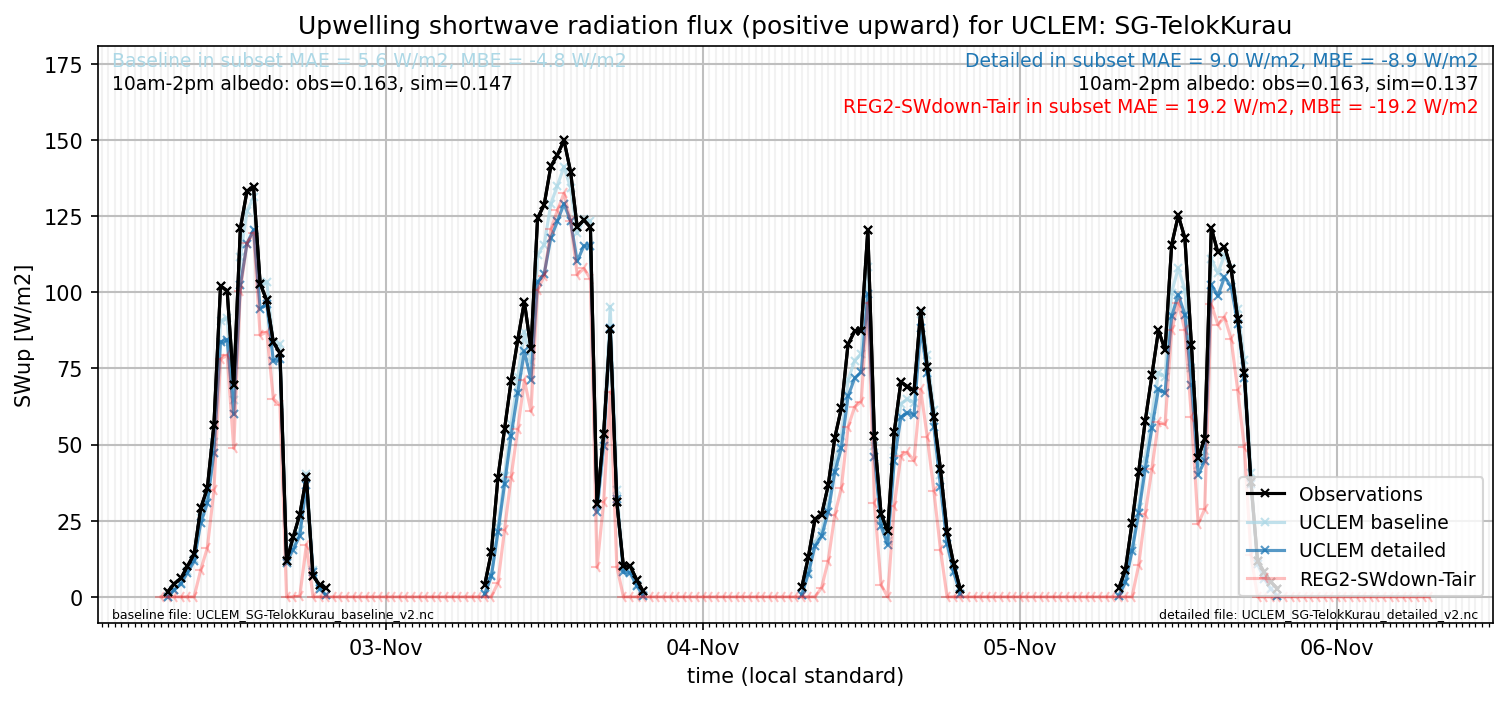 Upwelling shortwave radiation flux (positive upward) for UCLEM: SG-TelokKurau
Baseline in subset MAE = 5.6 W/m2, MBE = -4.8 W/m2
10am-2pm albedo: obs=0.163, sim=0.147
Detailed in subset MAE = 9.0 W/m2, MBE = -8.9 W/m2
10am-2pm albedo: obs=0.163, sim=0.137
REG2-SWdown-Tair in subset MAE = 19.2 W/m2, MBE = -19.2 W/m2
SWup [W/m2]
175
150
125
100
75
50
25
0
Observations
UCLEM baseline
UCLEM detailed
REG2-SWdown-Tair
baseline file: UCLEM_SG-TelokKurau_baseline_v2.nc
detailed file: UCLEM_SG-TelokKurau_detailed_v2.nc
03-Nov
04-Nov
05-Nov
06-Nov
time (local standard)